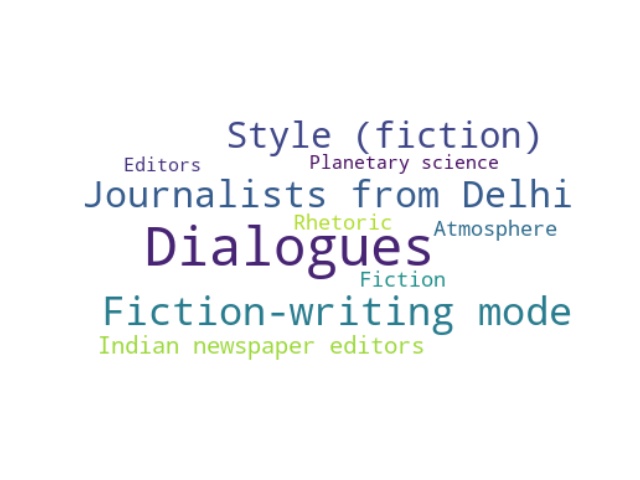 Style (fiction)
Editors
Planetary science
Journalists from Delhi
Rhetoric
Atmosphere
Dialogues
Fiction
Fiction-writing mode
Indian newspaper editors